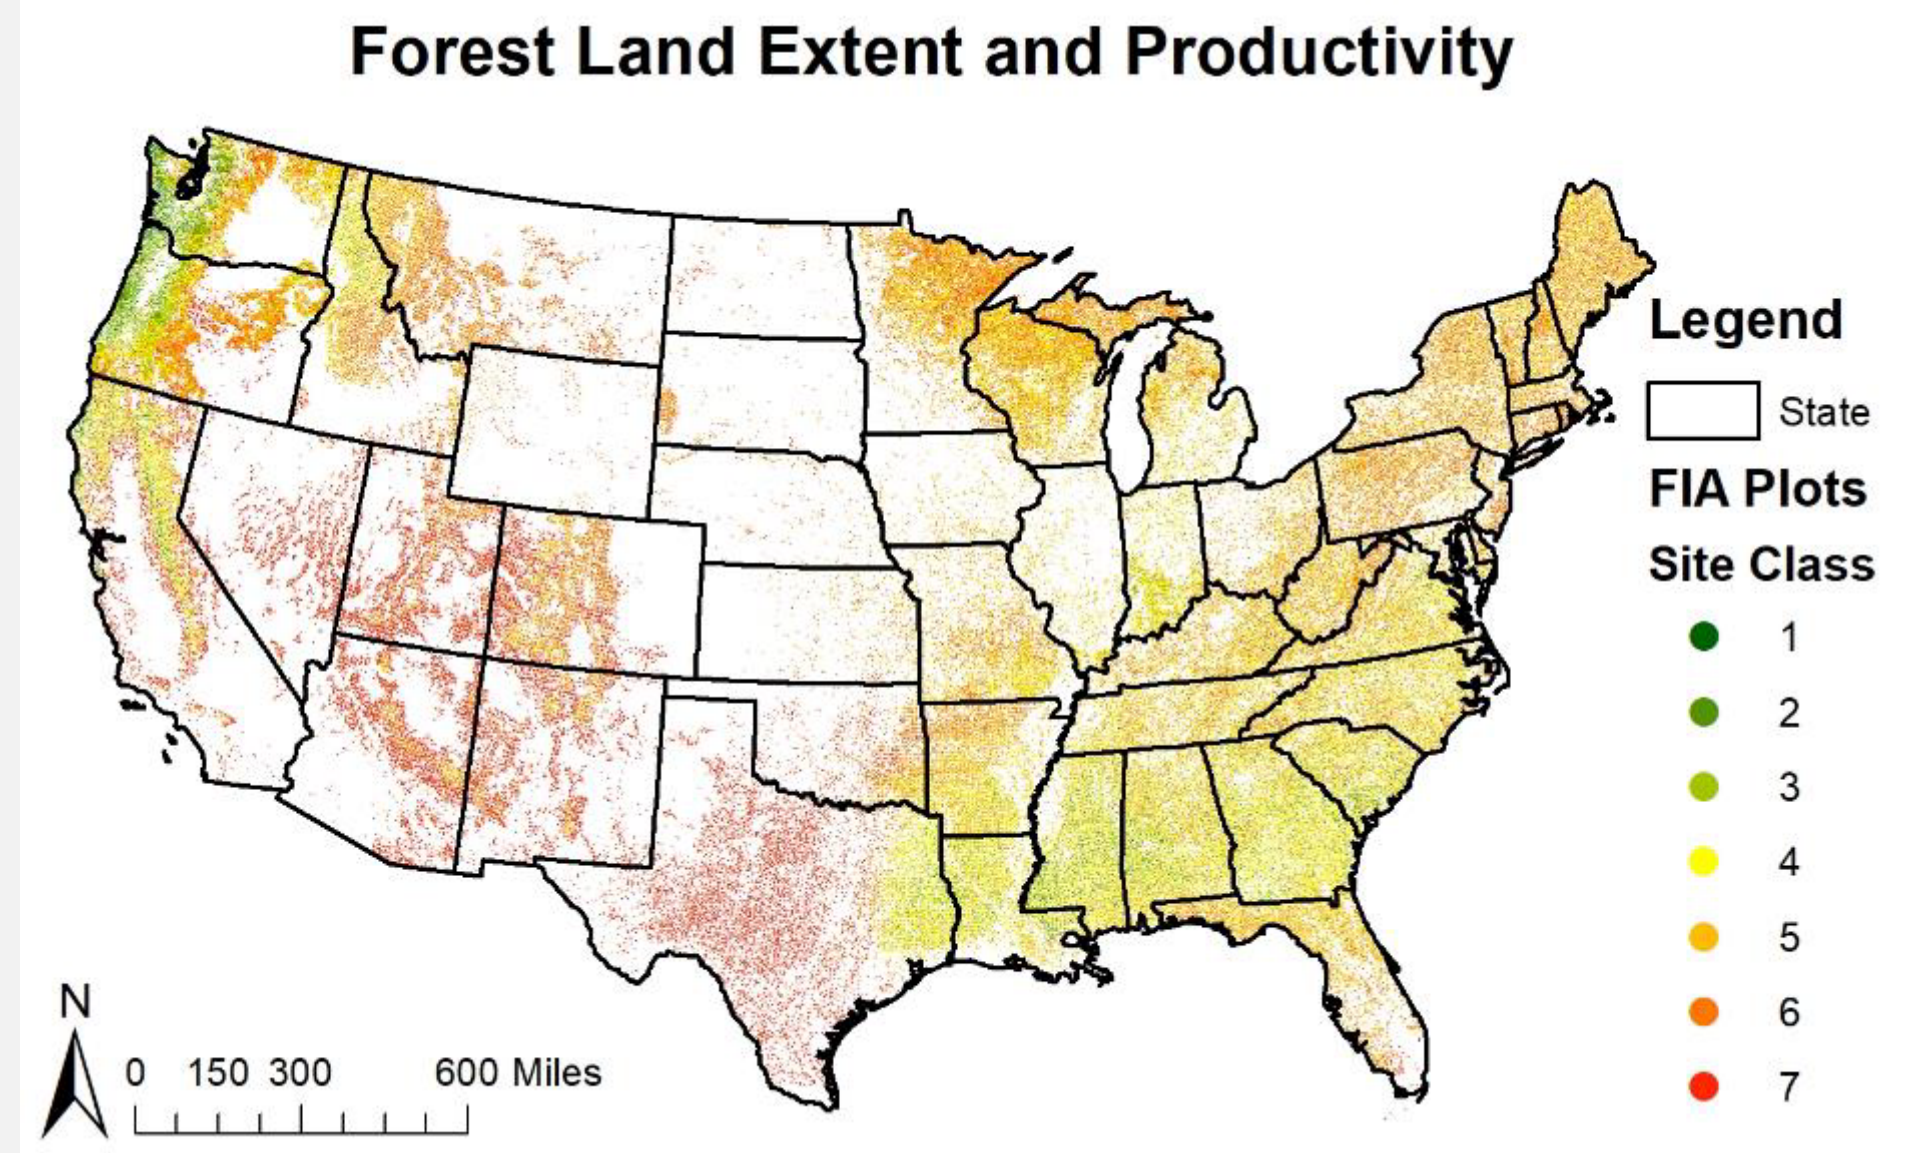 Forest Land Extent and Productivity
Legend
State
FIA Plots
Site Class
1
2
3
4
5
6
7
N
0 150 300 600 Miles